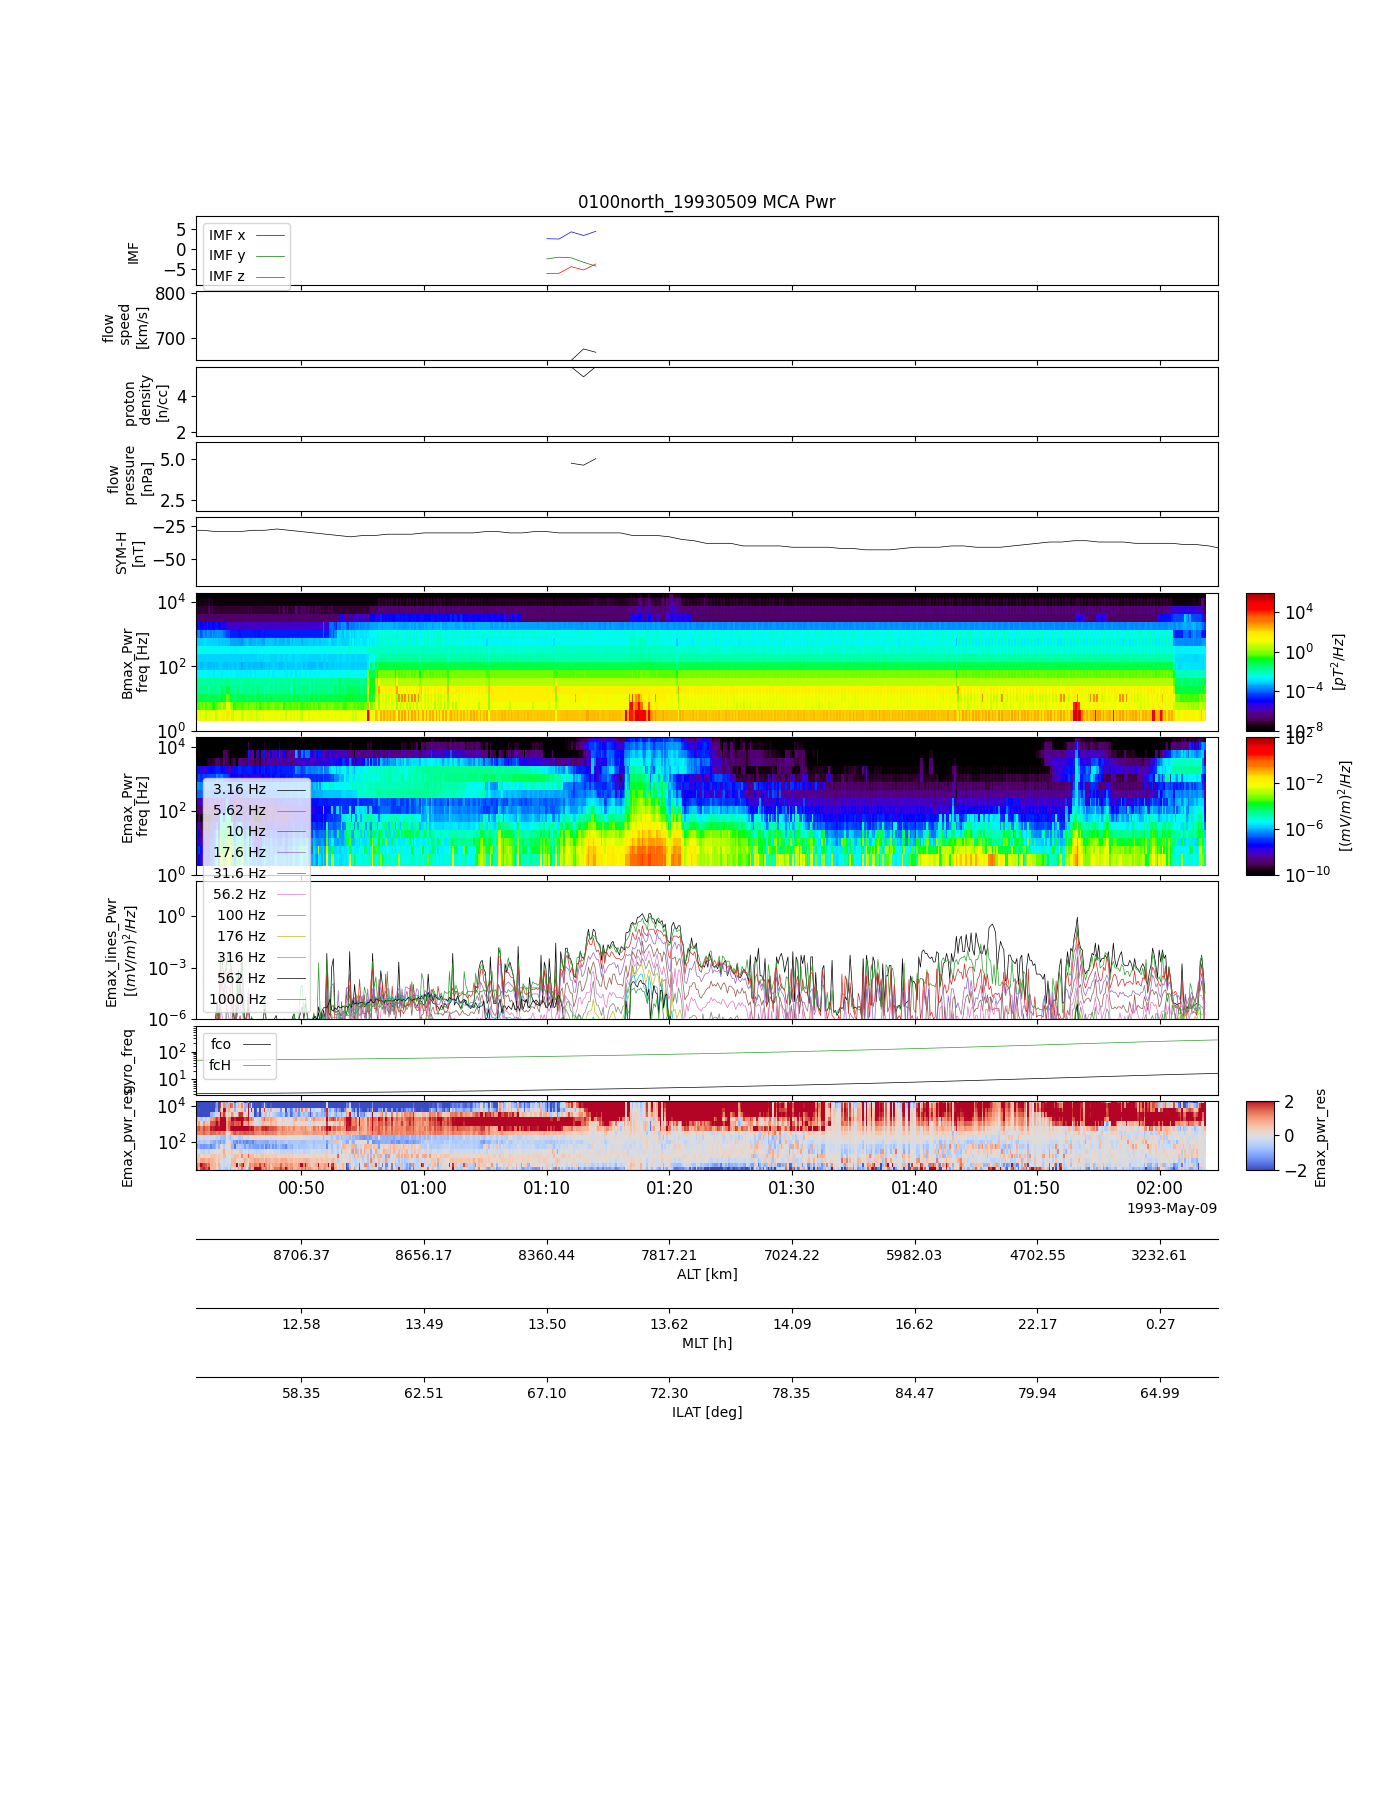 0100north_19930509 MCA Pwr
IMF
5
0
−5
IMF x
IMF y
IMF z
flow
speed
[km/s]
800
700
proton
density
[n/cc]
4
2
flow
pressure
[nPa]
5.0
2.5
SYM-H
[nT]
−25
−50
Bmax_Pwr
freq [Hz]
10^4
10^2
10^0
10^4
10^0
10^−4
10^−8
[pT^2/Hz]
Emax_Pwr
freq [Hz]
10^4
10^2
10^0
10^2
10^−2
10^−6
10^−10
[(mV/m)^2/Hz]
3.16 Hz
5.62 Hz
10 Hz
17.6 Hz
31.6 Hz
56.2 Hz
100 Hz
176 Hz
316 Hz
562 Hz
1000 Hz
Emax_lines_Pwr
[(mV/m)^2/Hz]
10^0
10^−3
10^−6
gyro_freq
10^2
10^1
fco
fcH
Emax_pwr_res
10^4
10^2
2
0
−2
Emax_pwr_res
00:50 01:00 01:10 01:20 01:30 01:40 01:50 02:00
1993-May-09
8706.37 8656.17 8360.44 7817.21 7024.22 5982.03 4702.55 3232.61
ALT [km]
12.58 13.49 13.50 13.62 14.09 16.62 22.17 0.27
MLT [h]
58.35 62.51 67.10 72.30 78.35 84.47 79.94 64.99
ILAT [deg]